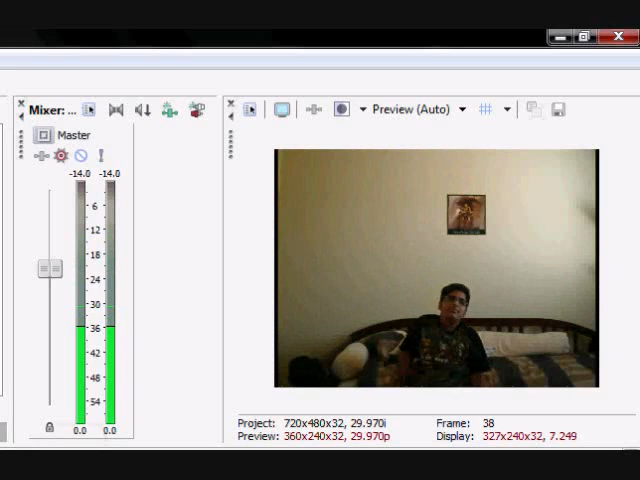 Mixer: ...
Preview (Auto)
Master
-14.0 -14.0
6
12
18
24
30
36
42
48
54
0.0 0.0
Project: 720x480x32, 29.970i Frame: 38
Preview: 360x240x32, 29.970p Display: 327x240x32, 7.249